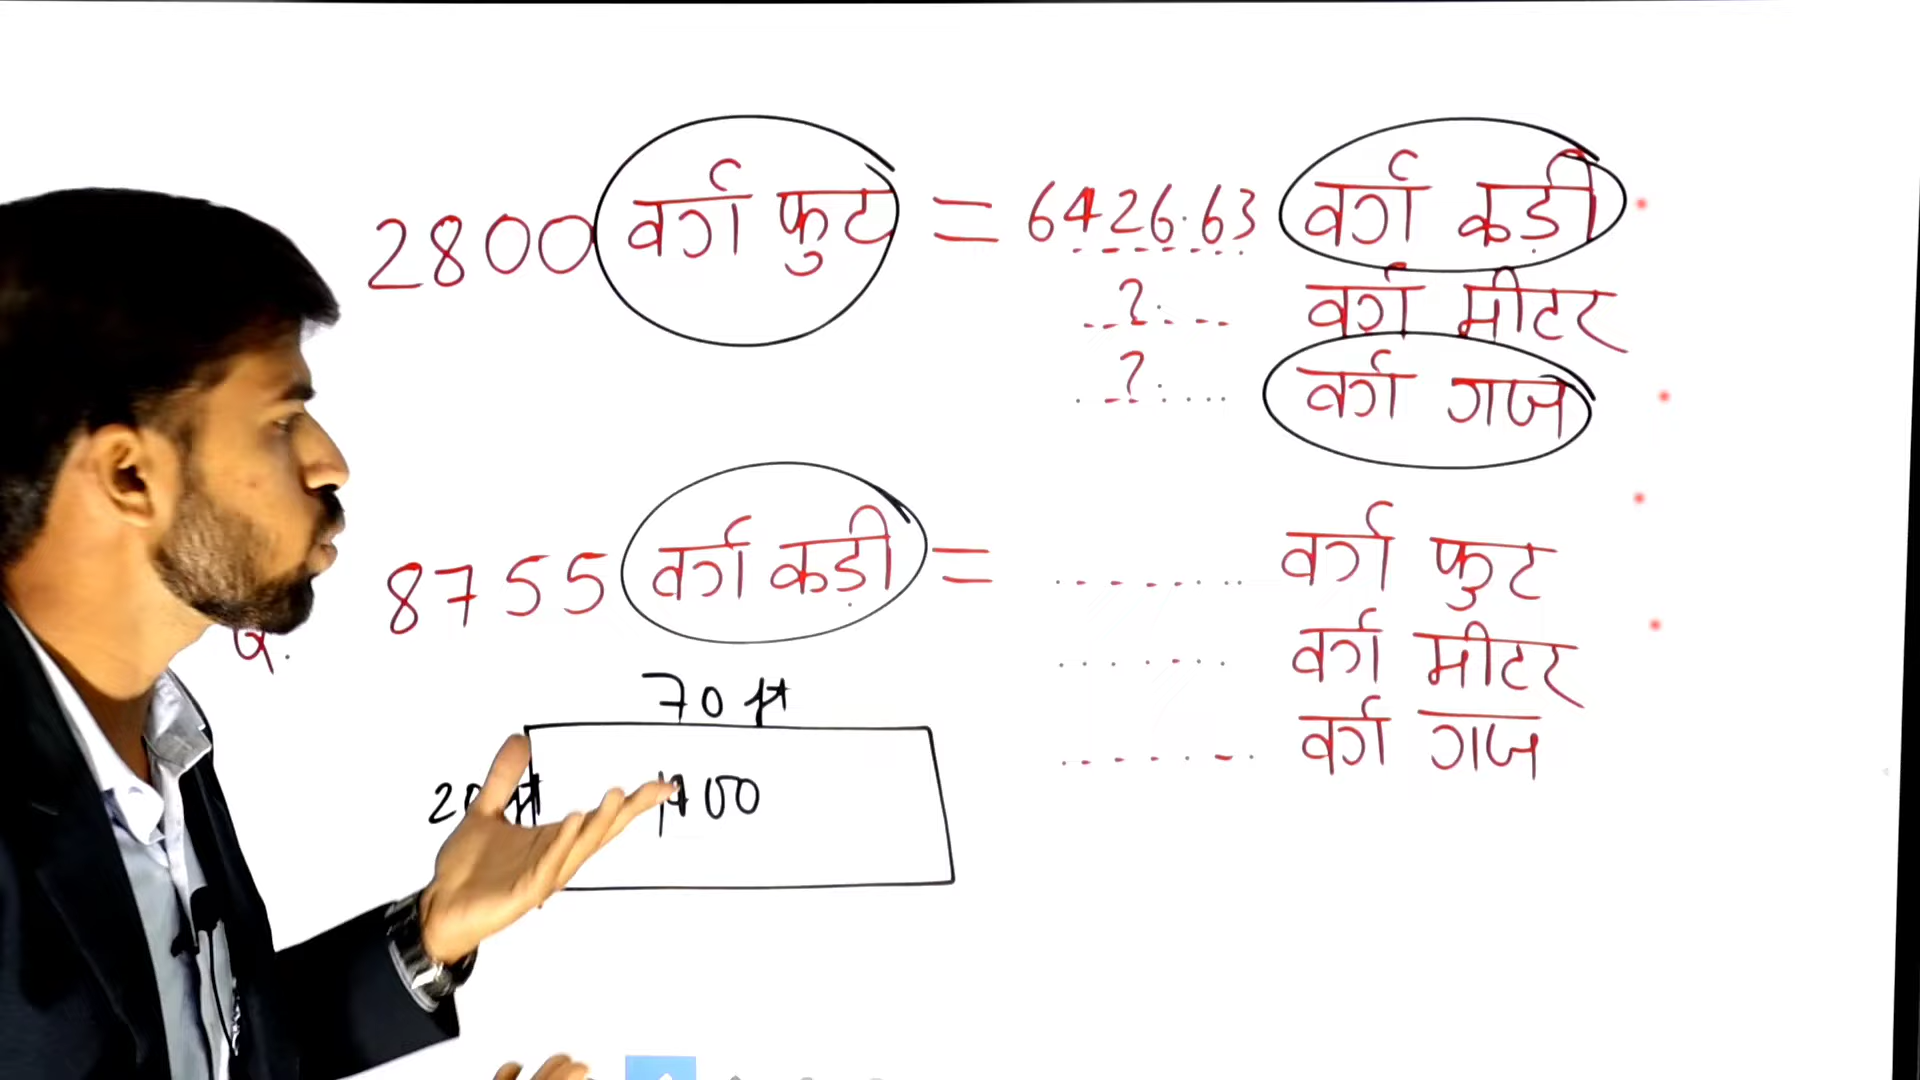 2800 वर्ग फुट = 6426.63 वर्ग कड़ी
? वर्ग मीटर
? वर्ग गज
8755 वर्ग कड़ी = ........ वर्ग फुट
........ वर्ग मीटर
........ वर्ग गज
70 ft
1400